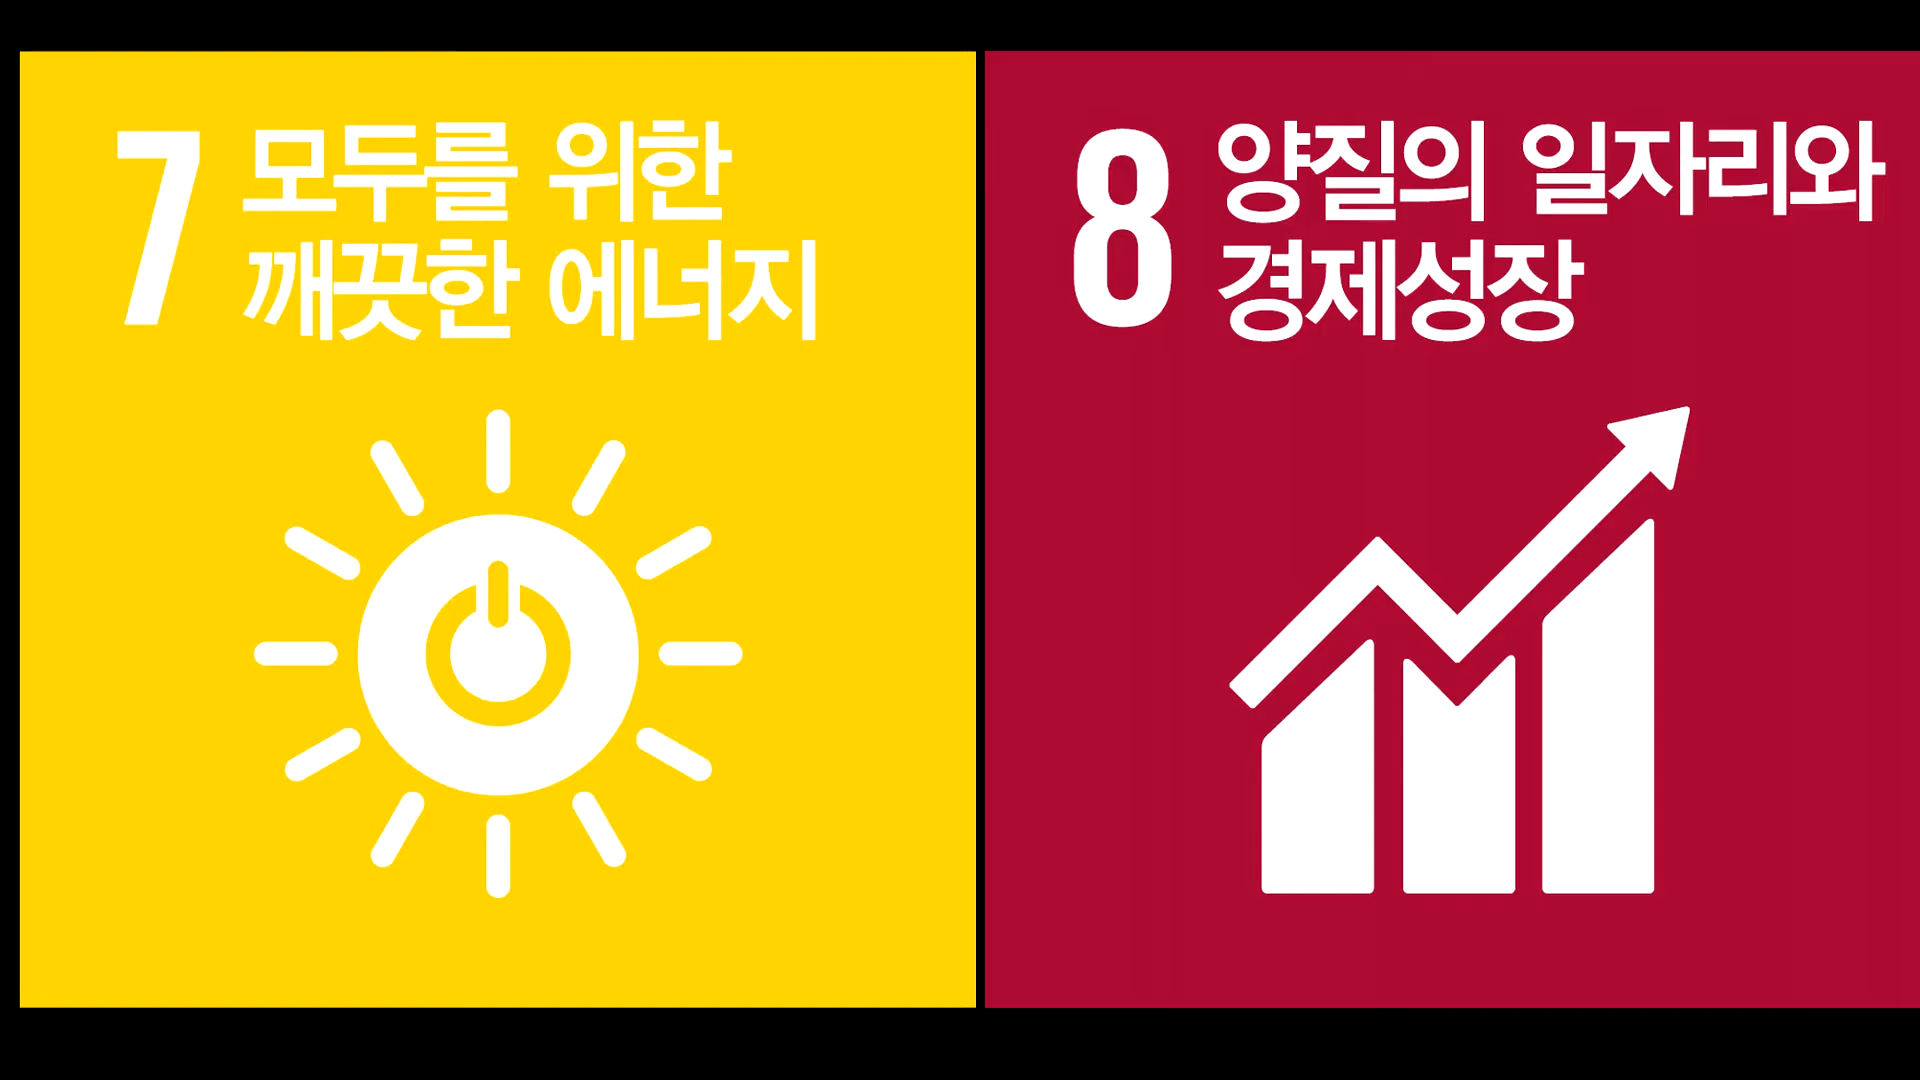 7 모두를 위한
깨끗한 에너지
8 양질의 일자리와
경제성장